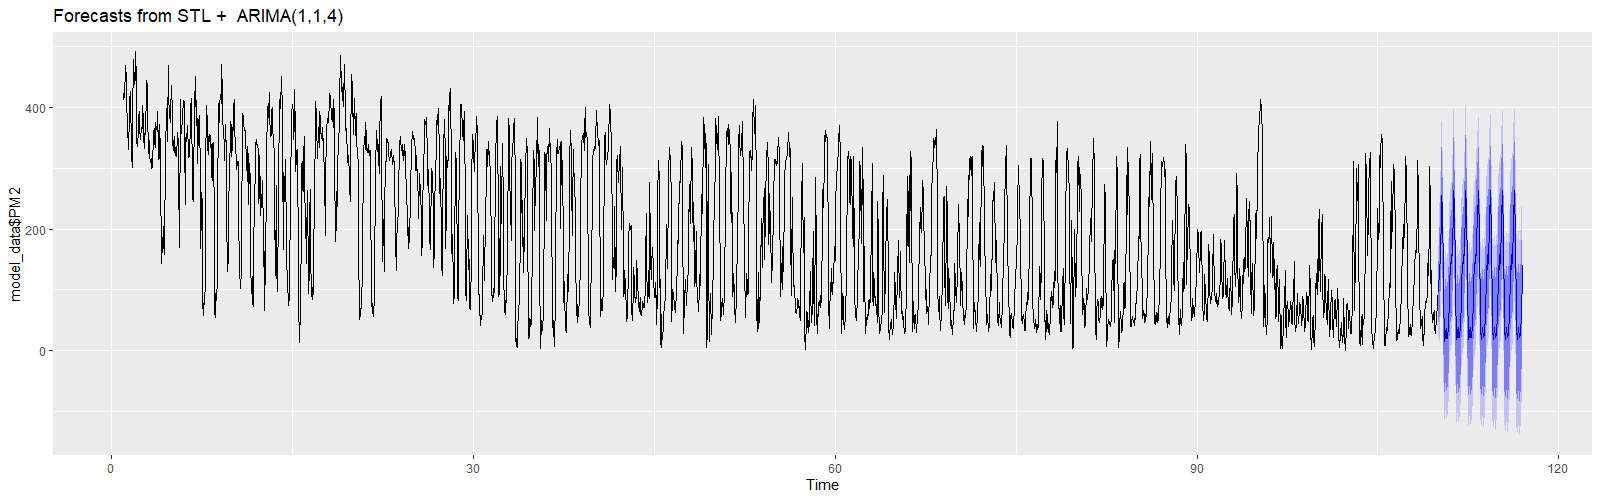 Forecasts from STL +  ARIMA(1,1,4)
model_data$PM2
400
200
0
0
30
60
90
120
Time